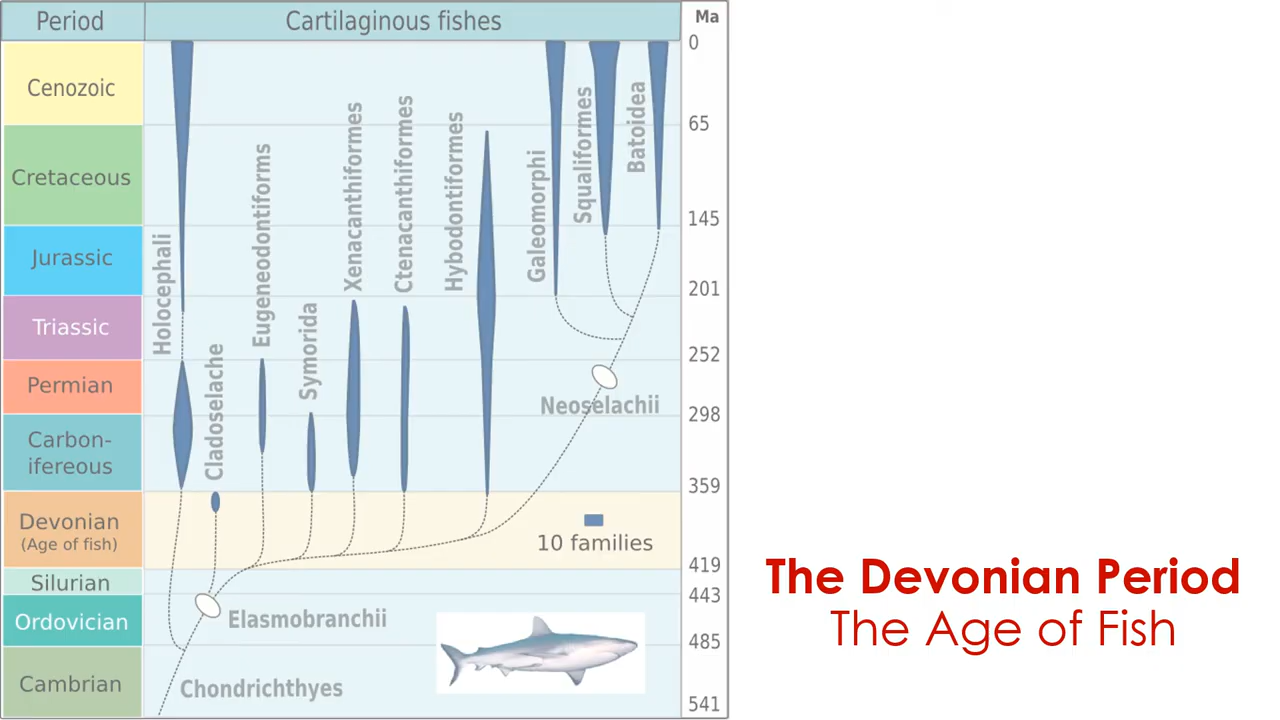 Period
Cartilaginous fishes
Ma
0
Cenozoic
65
Cretaceous
145
Jurassic
201
Triassic
252
Permian
298
Carbon-
ifereous
359
Devonian
(Age of fish)
419
Silurian
443
Ordovician
485
Cambrian
541
Holocephali
Cladoselache
Eugeneodontiforms
Symorida
Xenacanthiformes
Ctenacanthiformes
Hybodontiformes
Galeomorphi
Squaliformes
Batoidea
Neoselachii
10 families
Elasmobranchii
Chondrichthyes
The Devonian Period
The Age of Fish